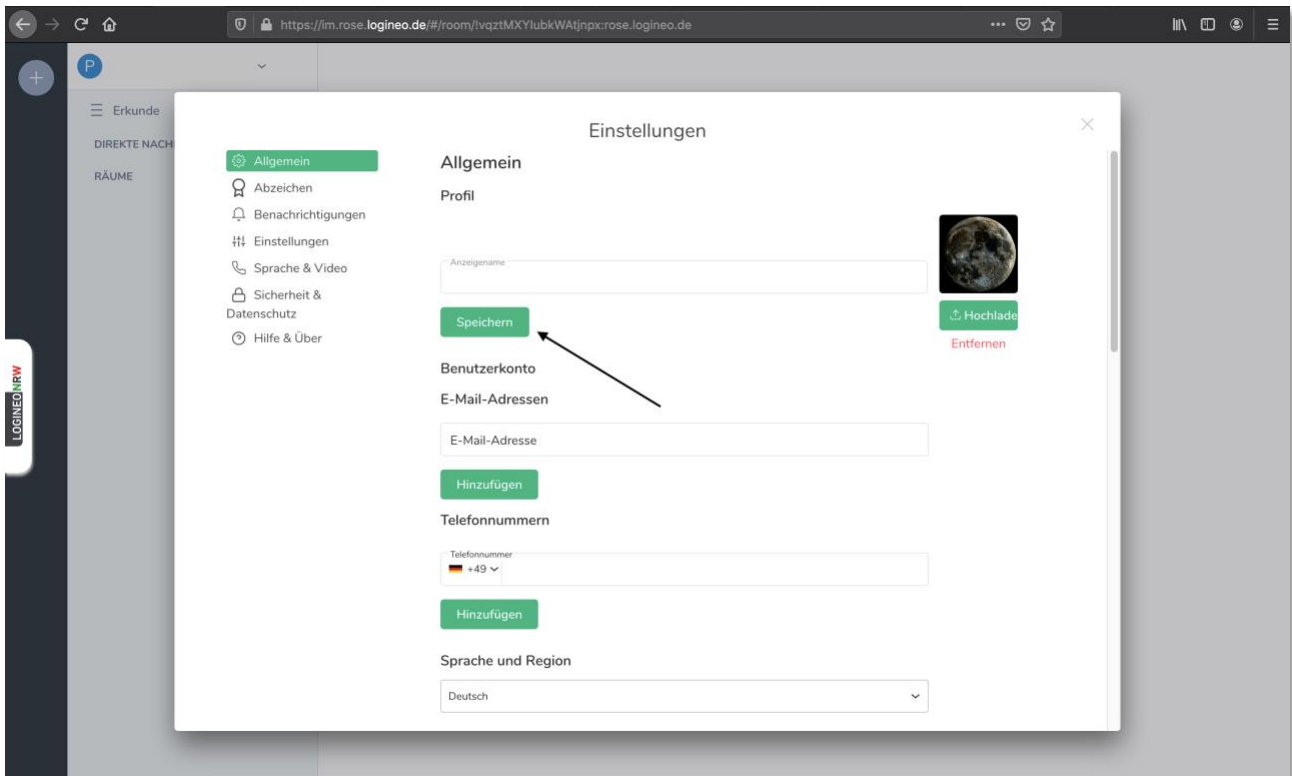 https://im.rose.logineo.de/#/room/!vqztMXYlubkWAtjnpx:rose.logineo.de
P
Erkunde
DIREKTE NACH
RÄUME
LOGINEO NRW
Einstellungen
Allgemein
Abzeichen
Benachrichtigungen
Einstellungen
Sprache & Video
Sicherheit &
Datenschutz
Hilfe & Über
Allgemein
Profil
Anzeigename
Speichern
Hochlade
Entfernen
Benutzerkonto
E-Mail-Adressen
E-Mail-Adresse
Hinzufügen
Telefonnummern
Telefonnummer
+49
Hinzufügen
Sprache und Region
Deutsch